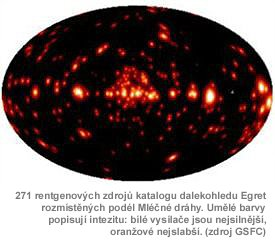 271 rentgenových zdrojů katalogu dalekohledu Egret
rozmistěných podél Mléčné dráhy. Umělé barvy
popisují intezitu: bílé vysílače jsou nejsilnější,
oranžové nejslabší. (zdroj GSFC)